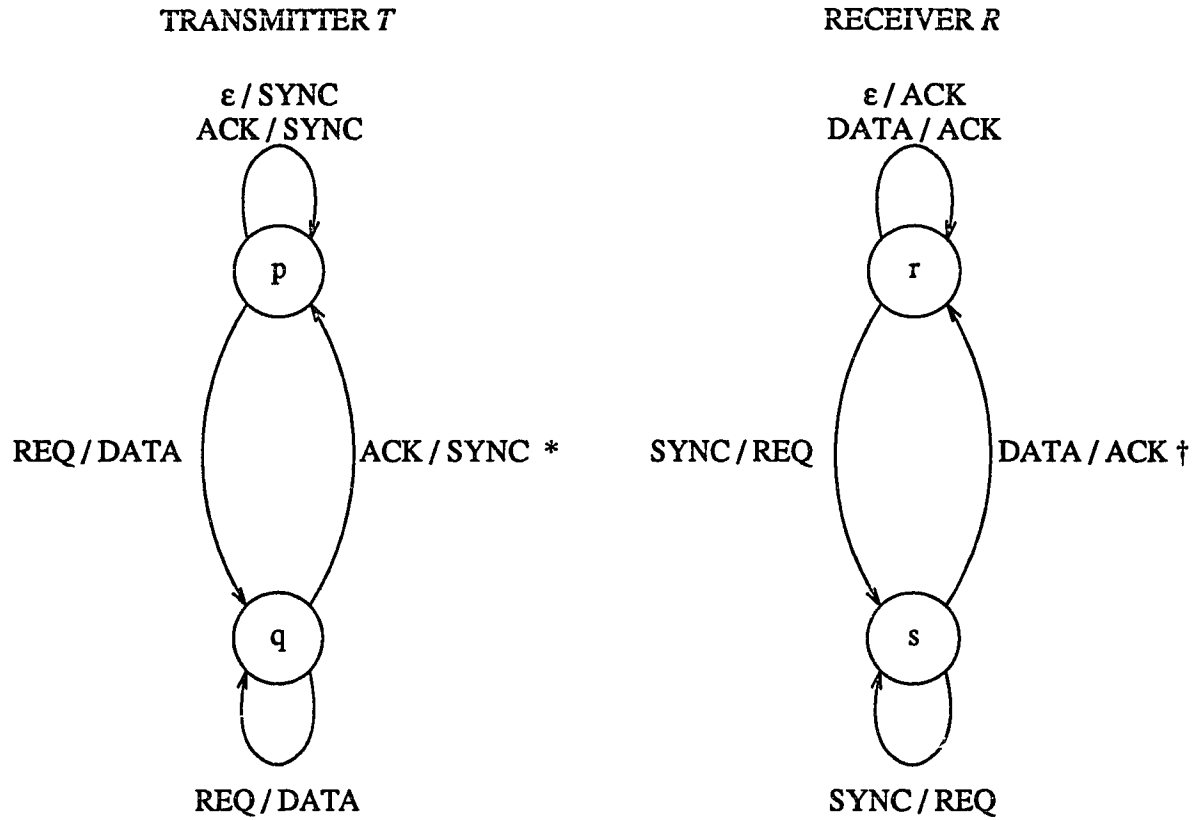 TRANSMITTER T
RECEIVER R
ε / SYNC
ACK / SYNC
ε / ACK
DATA / ACK
p
r
REQ / DATA
ACK / SYNC *
SYNC / REQ
DATA / ACK †
q
s
REQ / DATA
SYNC / REQ